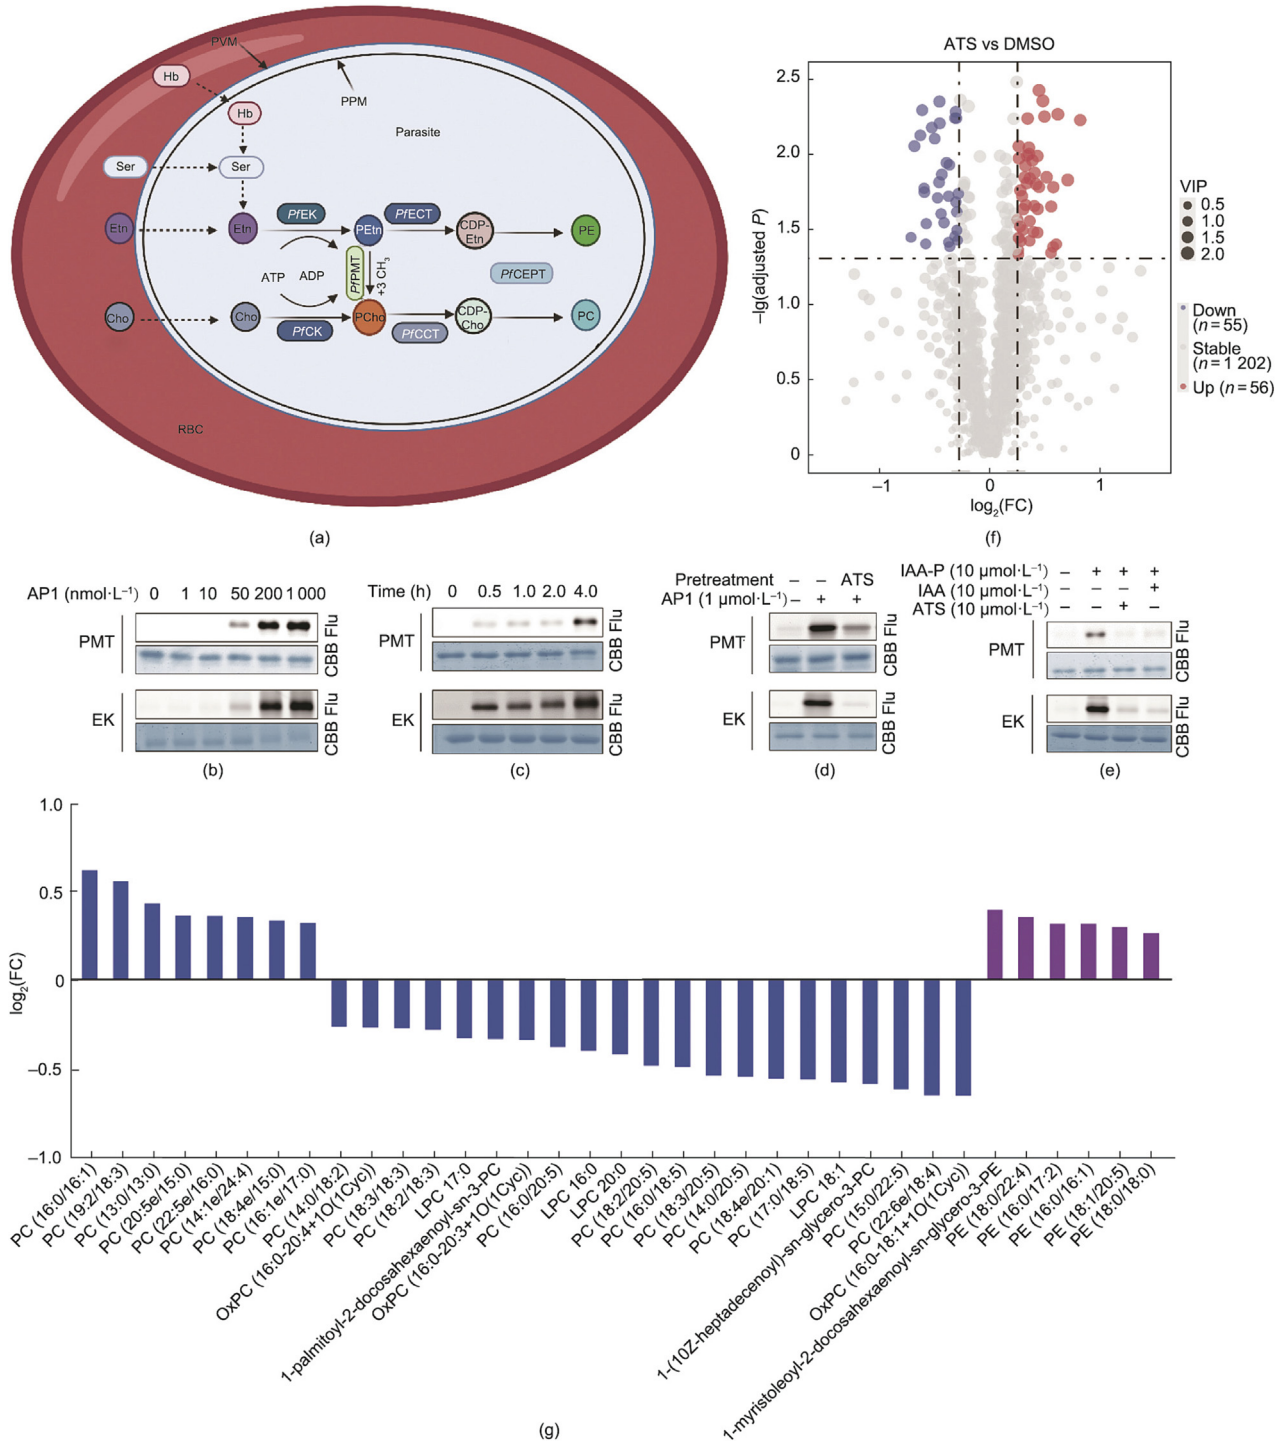 PVM
Hb
Hb
PPM
Parasite
Ser
Ser
Etn
Etn
PfEK
PEtn
PfECT
CDP-
Etn
PE
ATP
ADP
PfPMT
+3 CH3
PfCEPT
Cho
Cho
PfCK
PCho
PfCCT
CDP-
Cho
PC
RBC
(a)
ATS vs DMSO
2.5
2.0
1.5
1.0
0.5
0
–lg(adjusted P)
–1
0
1
log2(FC)
VIP
0.5
1.0
1.5
2.0
Down
(n = 55)
Stable
(n = 1 202)
Up (n = 56)
(f)
AP1 (nmol·L–1) 0 1 10 50 200 1 000
PMT
Flu
CBB
EK
Flu
CBB
(b)
Time (h) 0 0.5 1.0 2.0 4.0
PMT
Flu
CBB
EK
Flu
CBB
(c)
Pretreatment – – ATS
AP1 (1 μmol·L–1) – + +
PMT
Flu
CBB
EK
Flu
CBB
(d)
IAA-P (10 μmol·L–1) – + + +
IAA (10 μmol·L–1) – – – +
ATS (10 μmol·L–1) – – + –
PMT
Flu
CBB
EK
Flu
CBB
(e)
1.0
0.5
0
–0.5
–1.0
log2(FC)
PC (16:0/16:1)
PC (19:2/18:3)
PC (13:0/13:0)
PC (20:5e/15:0)
PC (22:5e/16:0)
PC (14:1e/24:4)
PC (18:4e/15:0)
PC (16:1e/17:0)
PC (14:0/18:2)
OxPC (16:0-20:4+1O(1Cyc))
PC (18:3/18:3)
PC (18:2/18:3)
LPC 17:0
1-palmitoyl-2-docosahexaenoyl-sn-3-PC
OxPC (16:0-20:3+1O(1Cyc))
PC (16:0/20:5)
LPC 16:0
LPC 20:0
PC (18:2/20:5)
PC (16:0/18:5)
PC (18:3/20:5)
PC (14:0/20:5)
PC (18:4e/20:1)
PC (17:0/18:5)
LPC 18:1
1-(10Z-heptadecenoyl)-sn-glycero-3-PC
PC (15:0/22:5)
PC (22:6e/18:4)
OxPC (16:0-18:1+1O(1Cyc))
1-myristoleoyl-2-docosahexaenoyl-sn-glycero-3-PE
PE (18:0/22:4)
PE (16:0/17:2)
PE (16:0/16:1)
PE (18:1/20:5)
PE (18:0/18:0)
(g)